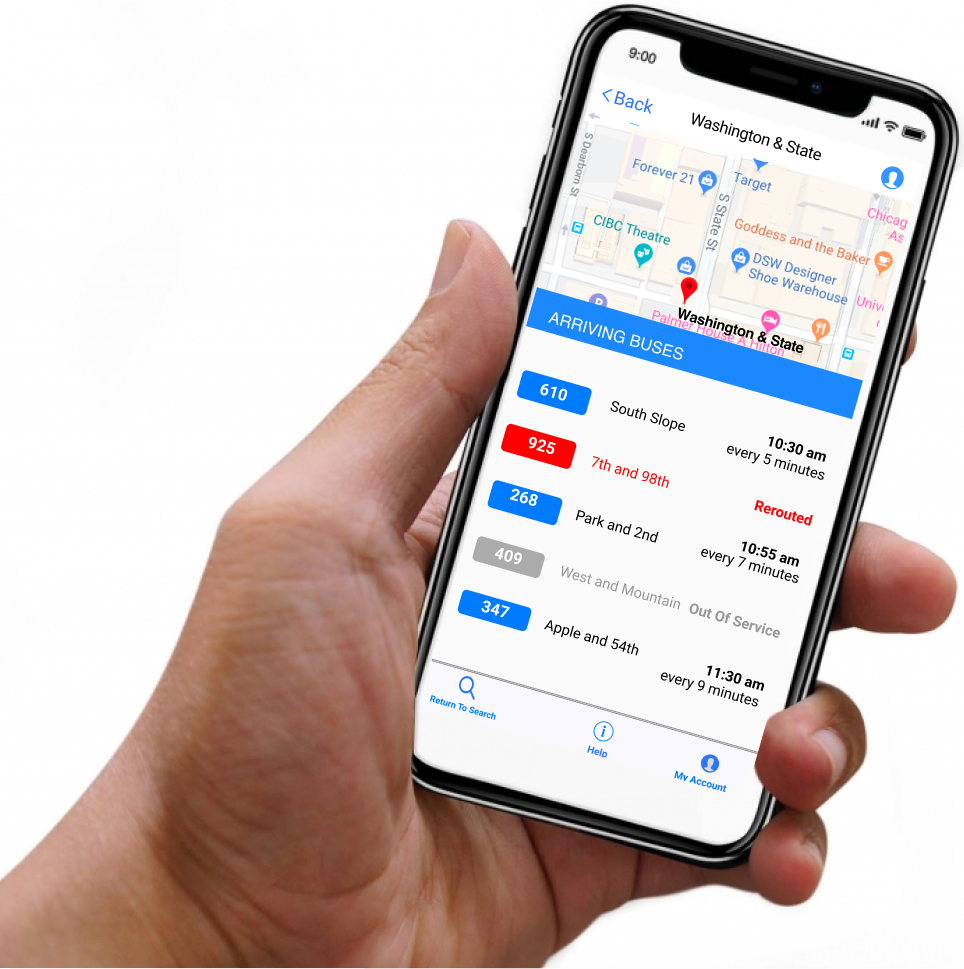 9:00
Back
Washington & State
S Dearborn St
Forever 21
Target
S State St
Chicag
As
CIBC Theatre
Goddess and the Baker
DSW Designer
Shoe Warehouse
Univ
P
Washington & State
Palmer House A Hilton
ARRIVING BUSES
610
South Slope
10:30 am
every 5 minutes
925
7th and 98th
Rerouted
268
Park and 2nd
10:55 am
every 7 minutes
409
West and Mountain
Out Of Service
347
Apple and 54th
11:30 am
every 9 minutes
Return To Search
Help
My Account